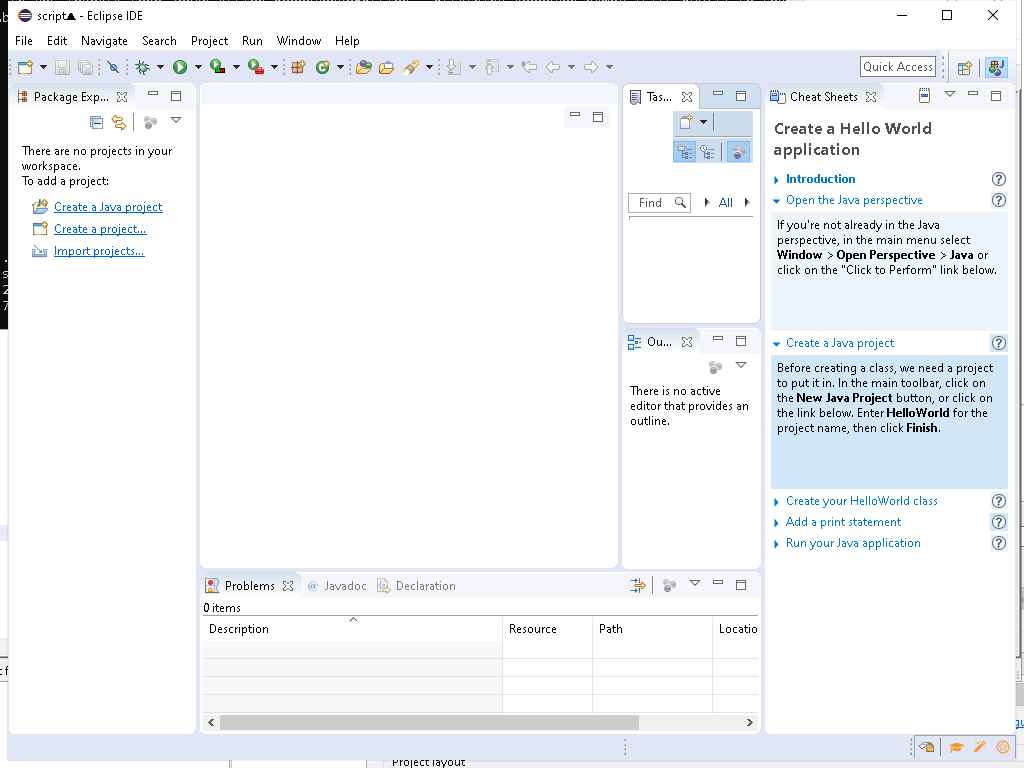 script▲ - Eclipse IDE
File Edit Navigate Search Project Run Window Help
Quick Access
Package Exp...
There are no projects in your
workspace.
To add a project:
Create a Java project
Create a project...
Import projects...
Tas...
Find
All
Ou...
There is no active
editor that provides an
outline.
Cheat Sheets
Create a Hello World
application
Introduction
Open the Java perspective
If you're not already in the Java
perspective, in the main menu select
Window > Open Perspective > Java or
click on the "Click to Perform" link below.
Create a Java project
Before creating a class, we need a project
to put it in. In the main toolbar, click on
the New Java Project button, or click on
the link below. Enter HelloWorld for the
project name, then click Finish.
Create your HelloWorld class
Add a print statement
Run your Java application
Problems @ Javadoc Declaration
0 items
Description Resource Path Locatio
Project layout